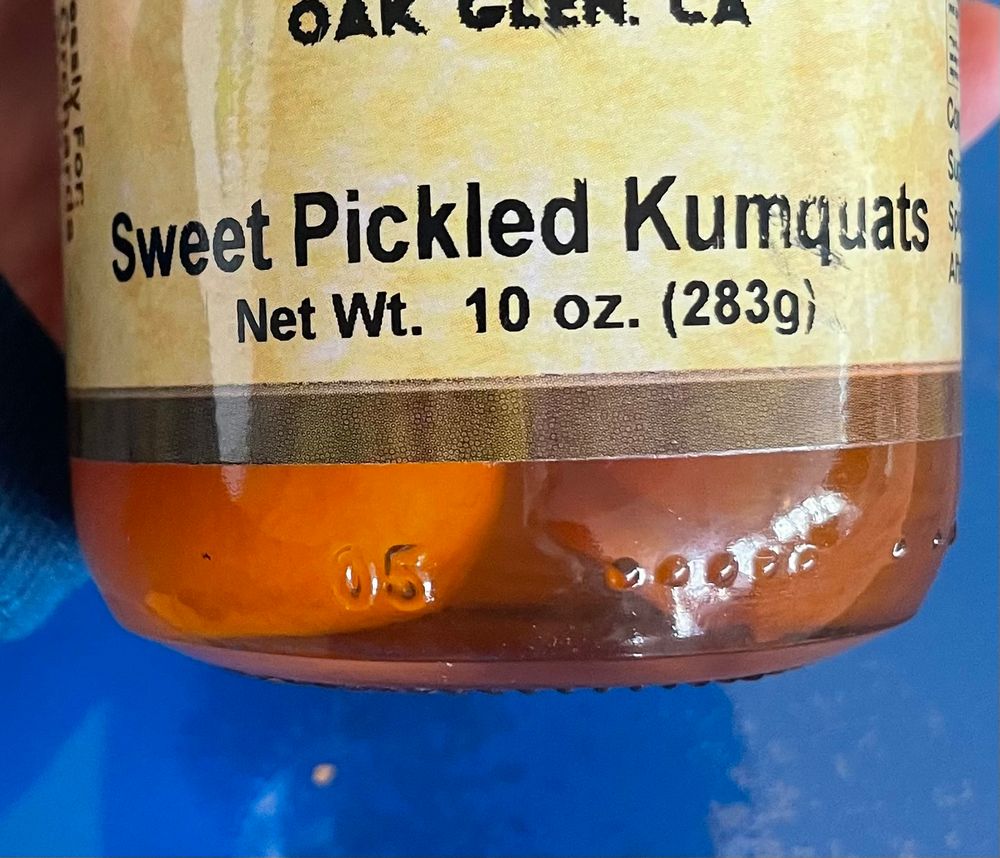 OAK GLEN. CA
Sweet Pickled Kumquats
Net Wt. 10 oz. (283g)
05